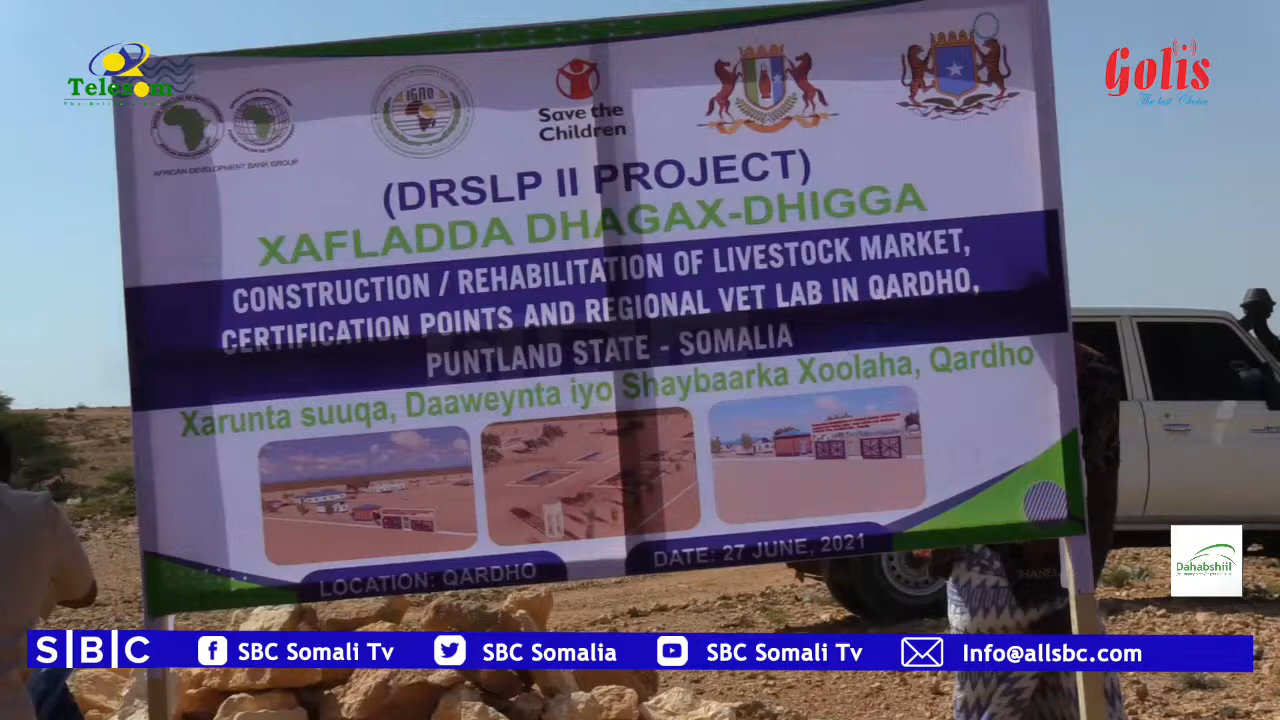 Telesom
Golis
The best Choice
AFRICAN DEVELOPMENT BANK GROUP
IGAD
Save the
Children
(DRSLP II PROJECT)
XAFLADDA DHAGAX-DHIGGA
CONSTRUCTION / REHABILITATION OF LIVESTOCK MARKET,
CERTIFICATION POINTS AND REGIONAL VET LAB IN QARDHO,
PUNTLAND STATE - SOMALIA
Xarunta suuqa, Daaweynta iyo Shaybaarka Xoolaha, Qardho
LOCATION: QARDHO
DATE: 27 JUNE, 2021
Dahabshiil
S|B|C
SBC Somali Tv
SBC Somalia
SBC Somali Tv
Info@allsbc.com